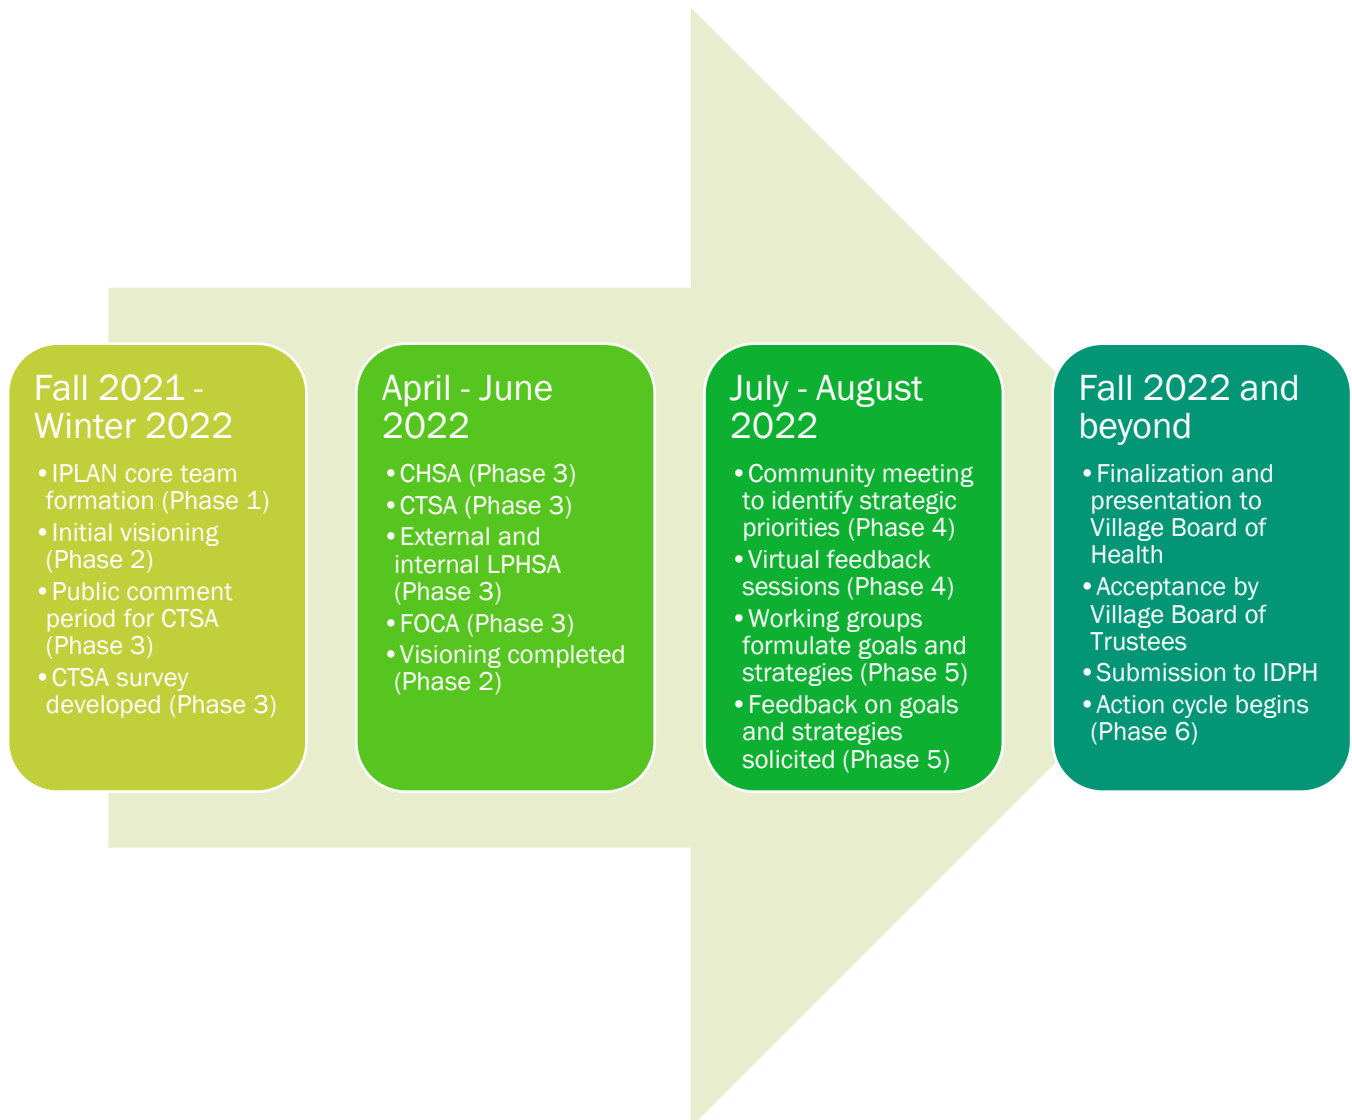 Fall 2021 -
Winter 2022
•IPLAN core team
formation (Phase 1)
•Initial visioning
(Phase 2)
•Public comment
period for CTSA
(Phase 3)
•CTSA survey
developed (Phase 3)
April - June
2022
•CHSA (Phase 3)
•CTSA (Phase 3)
•External and
internal LPHSA
(Phase 3)
•FOCA (Phase 3)
•Visioning completed
(Phase 2)
July - August
2022
•Community meeting
to identify strategic
priorities (Phase 4)
•Virtual feedback
sessions (Phase 4)
•Working groups
formulate goals and
strategies (Phase 5)
•Feedback on goals
and strategies
solicited (Phase 5)
Fall 2022 and
beyond
•Finalization and
presentation to
Village Board of
Health
•Acceptance by
Village Board of
Trustees
•Submission to IDPH
•Action cycle begins
(Phase 6)